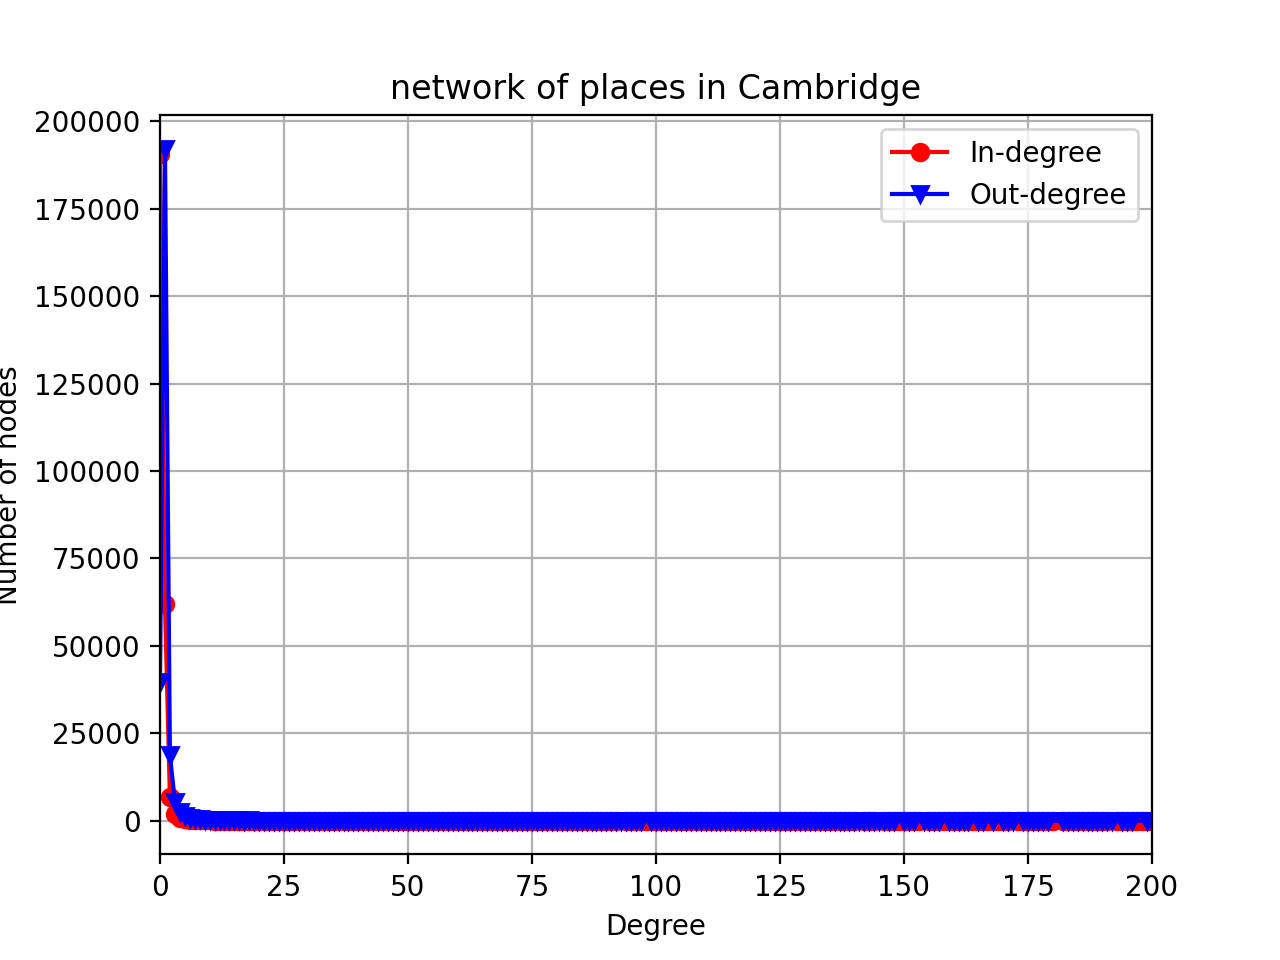 network of places in Cambridge
200000
175000
150000
125000
100000
75000
50000
25000
0
Number of nodes
In-degree
Out-degree
0 25 50 75 100 125 150 175 200
Degree